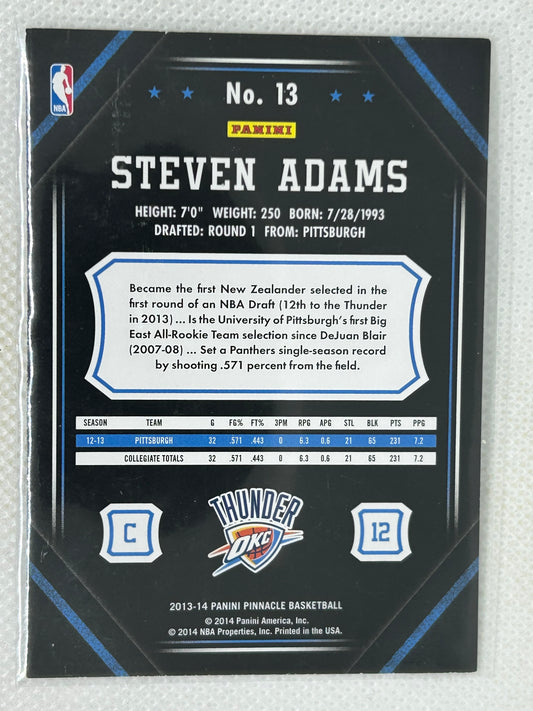 NBA
No. 13
PANINI
STEVEN ADAMS
HEIGHT: 7'0" WEIGHT: 250 BORN: 7/28/1993
DRAFTED: ROUND 1 FROM: PITTSBURGH
Became the first New Zealander selected in the
first round of an NBA Draft (12th to the Thunder
in 2013) ... Is the University of Pittsburgh's first Big
East All-Rookie Team selection since DeJuan Blair
(2007-08) ... Set a Panthers single-season record
by shooting .571 percent from the field.
SEASON TEAM G FG% FT% 3PM RPG APG STL BLK PTS PPG
12-13 PITTSBURGH 32 .571 .443 0 6.3 0.6 21 65 231 7.2
COLLEGIATE TOTALS 32 .571 .443 0 6.3 0.6 21 65 231 7.2
C
THUNDER
OKC
12
2013-14 PANINI PINNACLE BASKETBALL
© 2014 Panini America, Inc.
© 2014 NBA Properties, Inc. Printed in the USA.